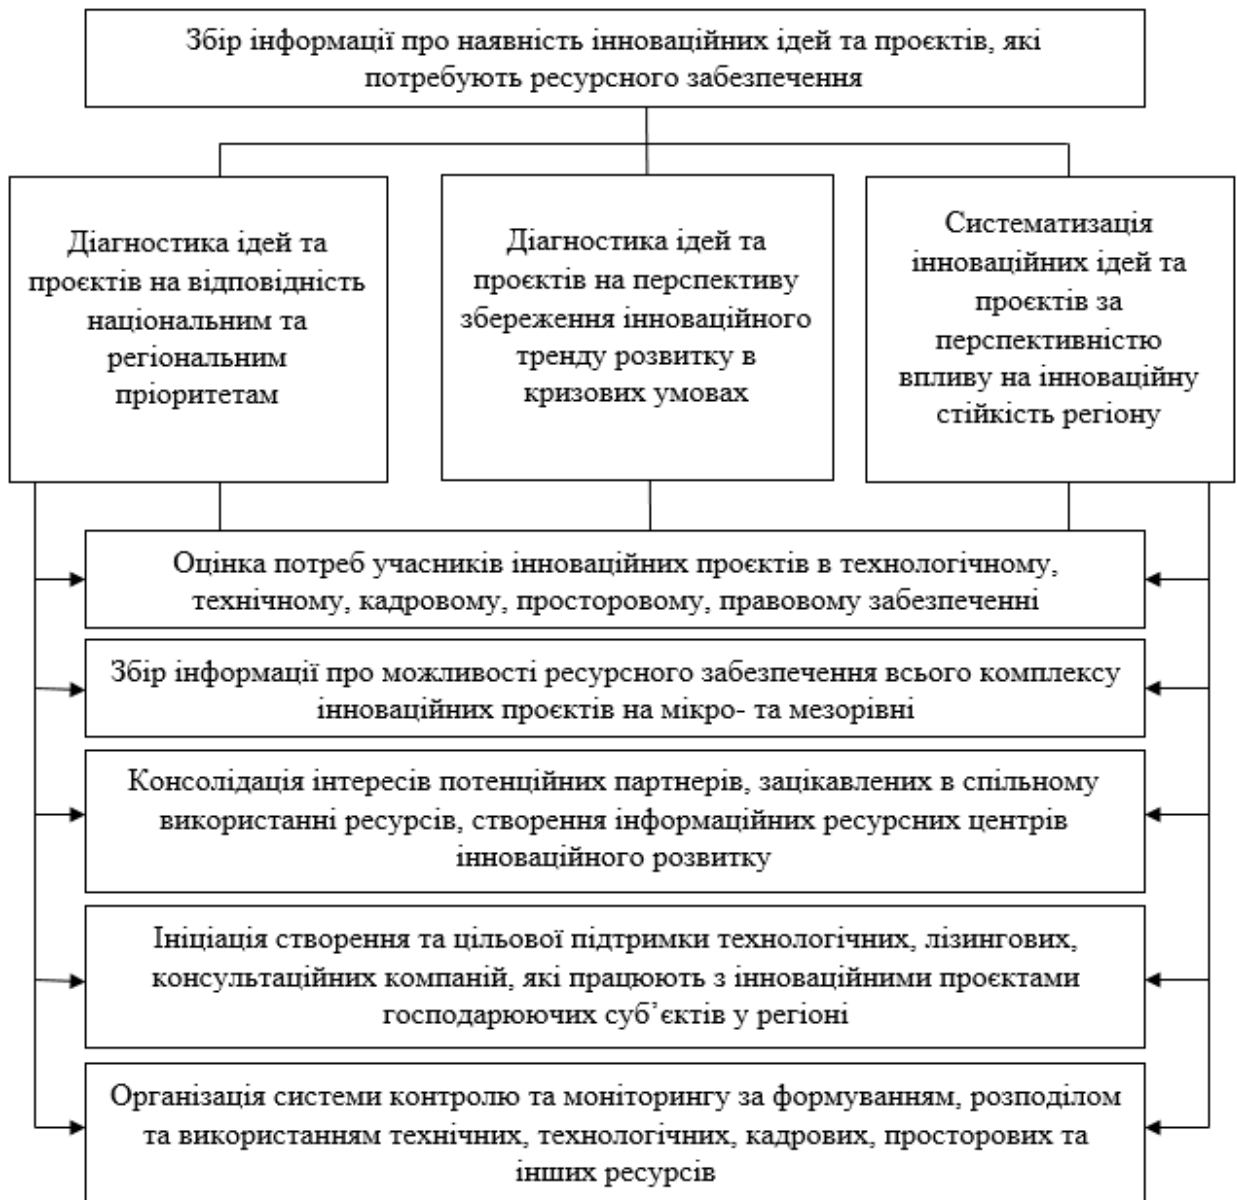 Збір інформації про наявність інноваційних ідей та проєктів, які
потребують ресурсного забезпечення
Діагностика ідей та
проєктів на відповідність
національним та
регіональним
пріоритетам
Діагностика ідей та
проєктів на перспективу
збереження інноваційного
тренду розвитку в
кризових умовах
Систематизація
інноваційних ідей та
проєктів за
перспективністю
впливу на інноваційну
стійкість регіону
Оцінка потреб учасників інноваційних проєктів в технологічному,
технічному, кадровому, просторовому, правовому забезпеченні
Збір інформації про можливості ресурсного забезпечення всього комплексу
інноваційних проєктів на мікро- та мезорівні
Консолідація інтересів потенційних партнерів, зацікавлених в спільному
використанні ресурсів, створення інформаційних ресурсних центрів
інноваційного розвитку
Ініціація створення та цільової підтримки технологічних, лізингових,
консультаційних компаній, які працюють з інноваційними проєктами
господарюючих суб’єктів у регіоні
Організація системи контролю та моніторингу за формуванням, розподілом
та використанням технічних, технологічних, кадрових, просторових та
інших ресурсів